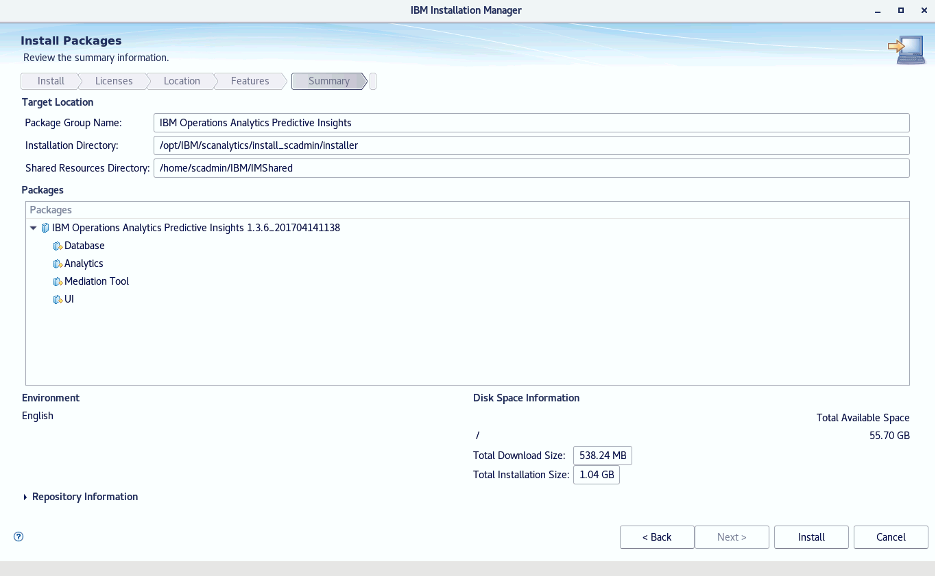 IBM Installation Manager
Install Packages
Review the summary information.
Install Licenses Location Features Summary
Target Location
Package Group Name: IBM Operations Analytics Predictive Insights
Installation Directory: /opt/IBM/scanalytics/install_scadmin/installer
Shared Resources Directory: /home/scadmin/IBM/IMShared
Packages
Packages
IBM Operations Analytics Predictive Insights 1.3.6_201704141138
Database
Analytics
Mediation Tool
UI
Environment Disk Space Information
English Total Available Space
/ 55.70 GB
Total Download Size: 538.24 MB
Total Installation Size: 1.04 GB
Repository Information
? < Back Next > Install Cancel